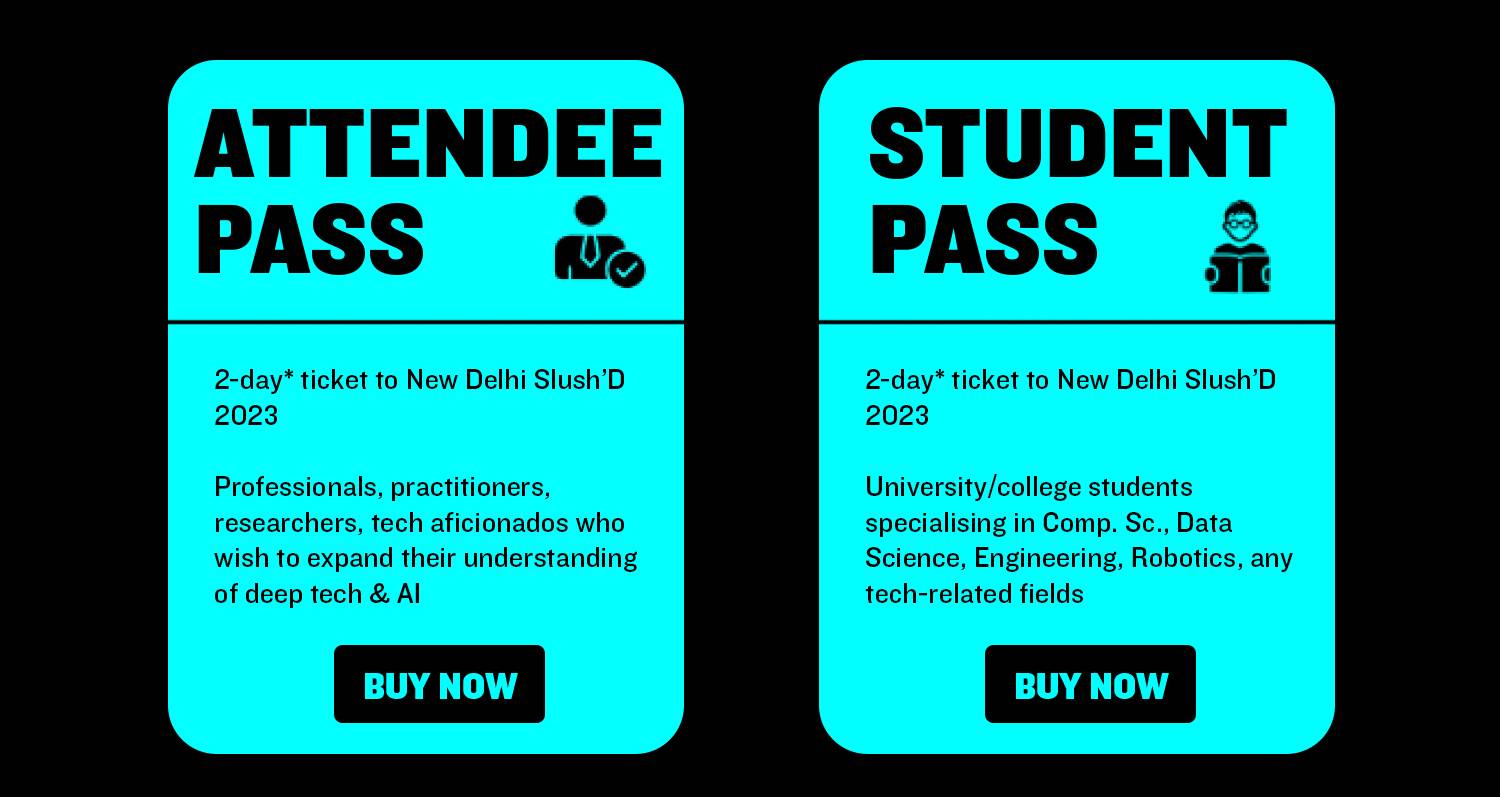 ATTENDEE
PASS
2-day* ticket to New Delhi Slush’D
2023
Professionals, practitioners,
researchers, tech aficionados who
wish to expand their understanding
of deep tech & AI
BUY NOW
STUDENT
PASS
2-day* ticket to New Delhi Slush’D
2023
University/college students
specialising in Comp. Sc., Data
Science, Engineering, Robotics, any
tech-related fields
BUY NOW